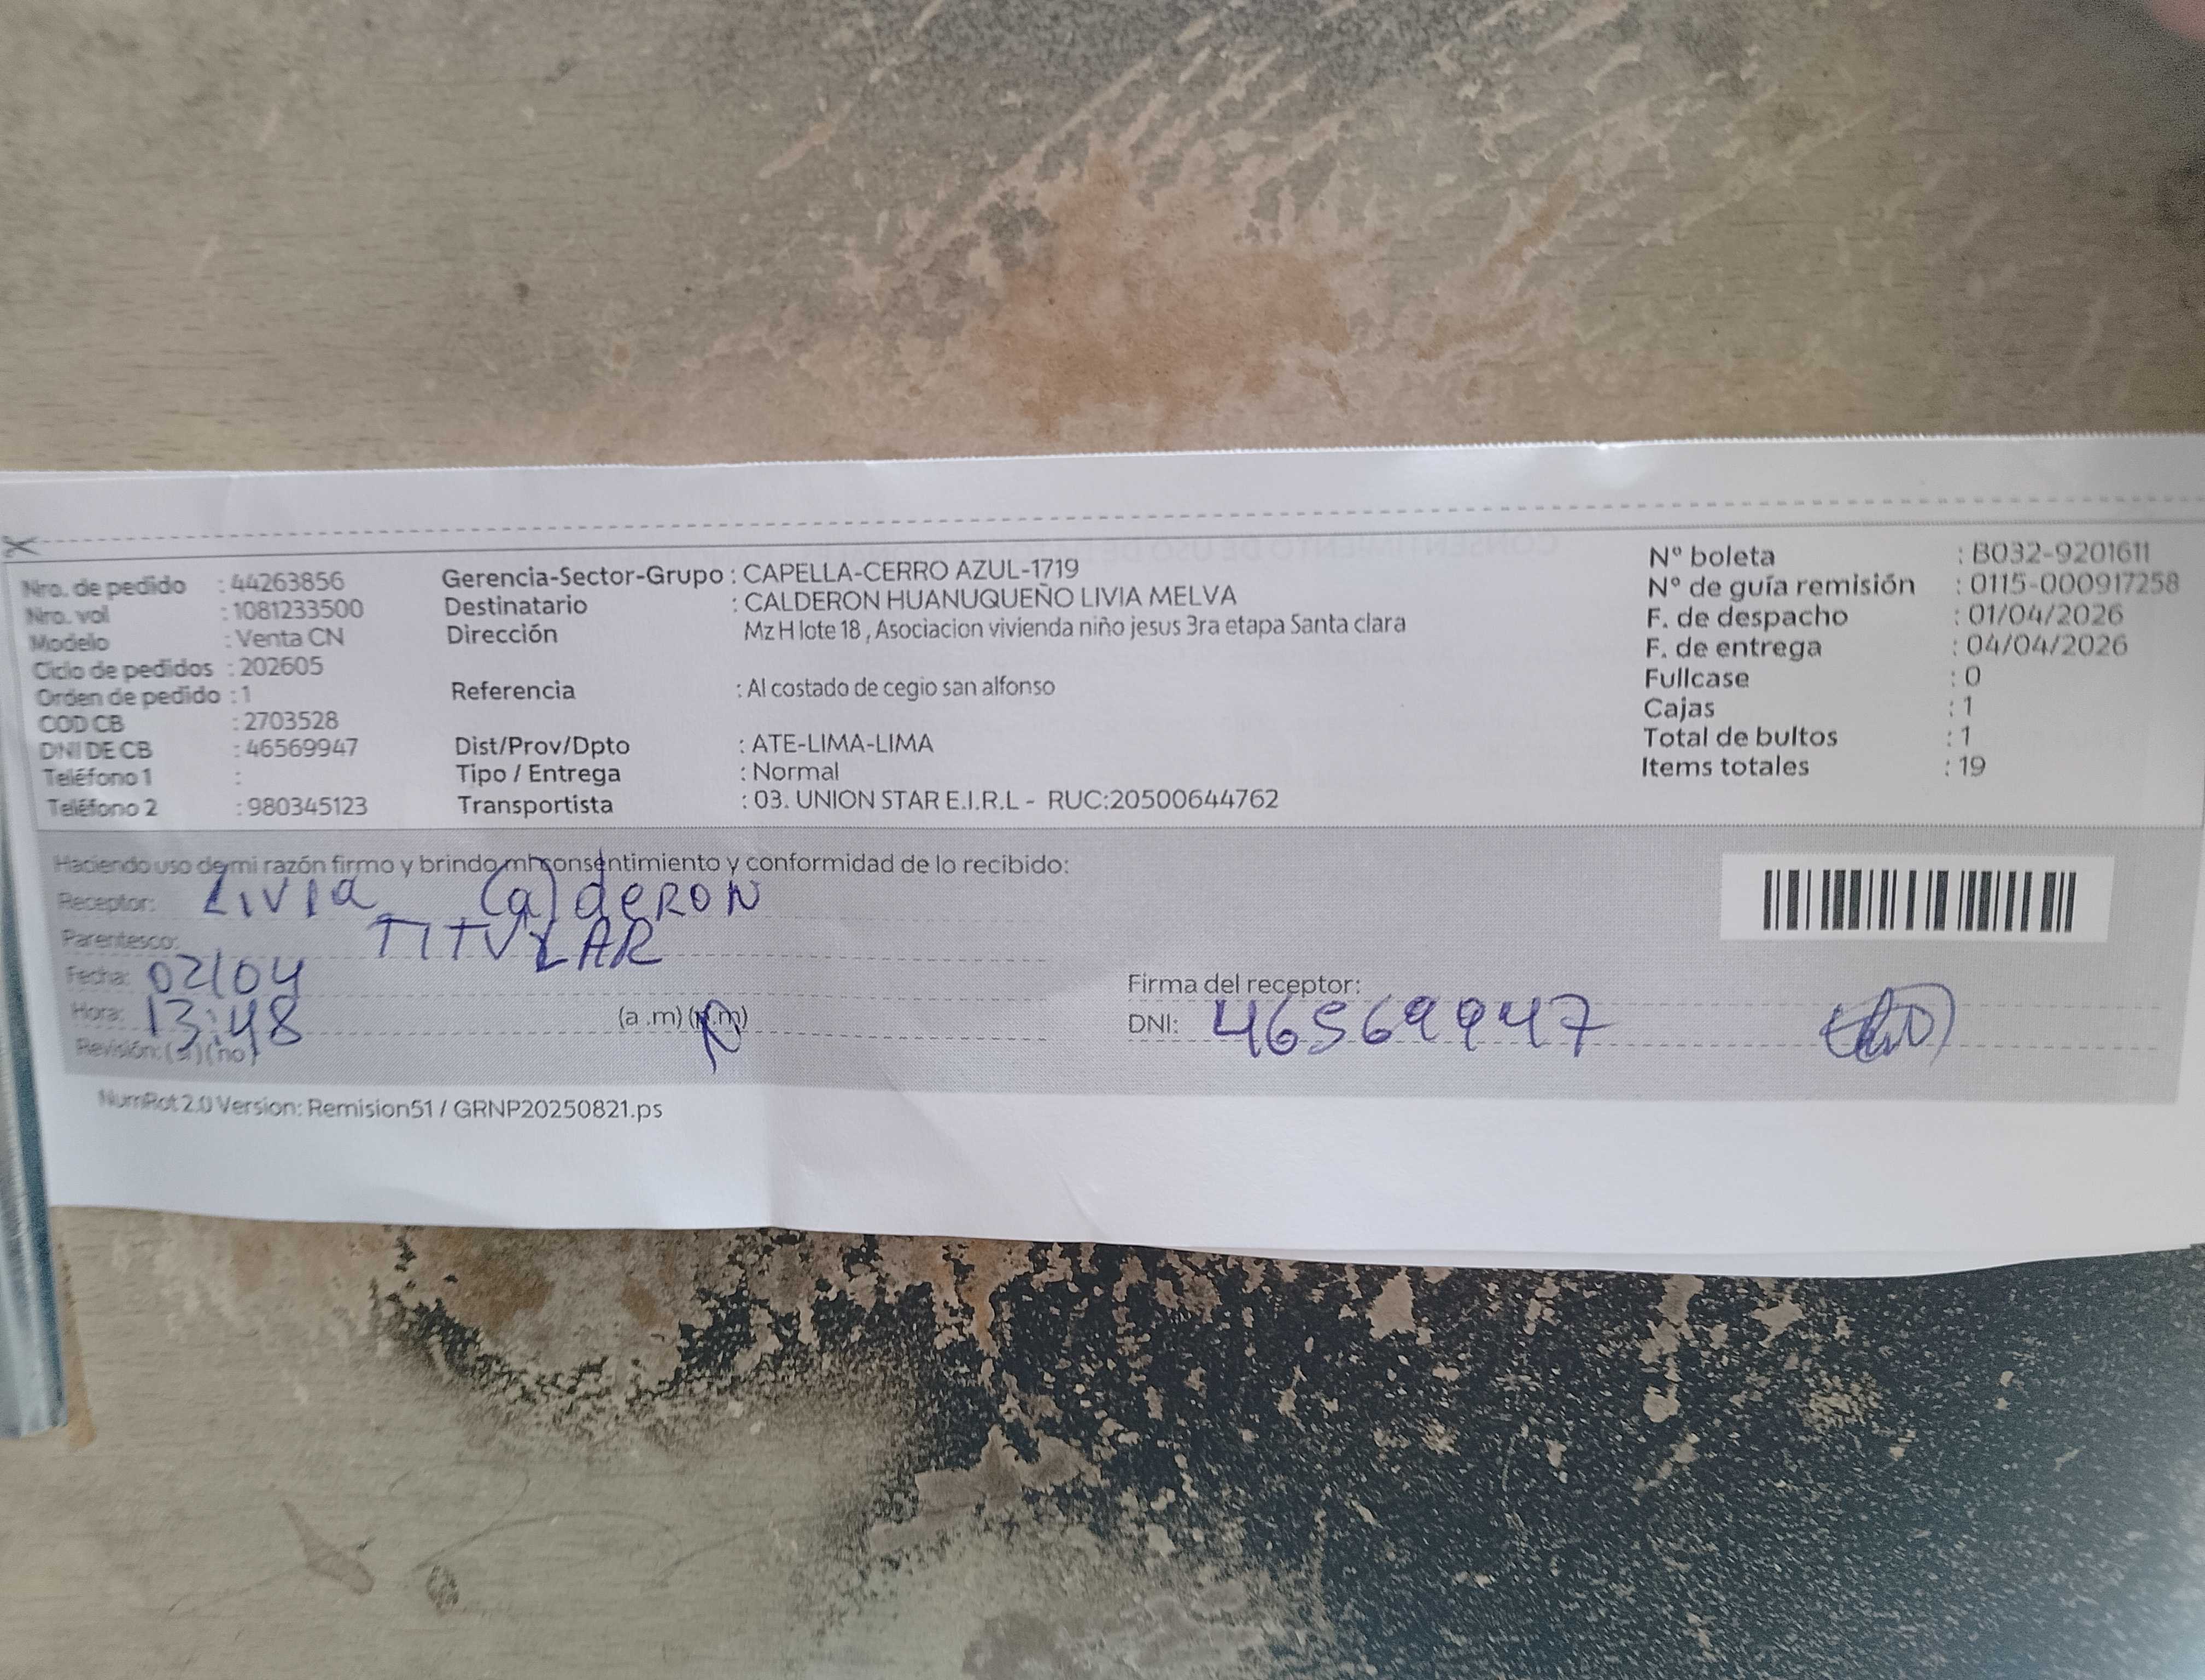 Nro. de pedido : 44263856
Nro. vol : 1081233500
Modelo : Venta CN
Ciclo de pedidos : 202605
Orden de pedido : 1
COD CB : 2703528
DNI DE CB : 46569947
Teléfono 1 :
Teléfono 2 : 980345123
Gerencia-Sector-Grupo : CAPELLA-CERRO AZUL-1719
Destinatario : CALDERON HUANUQUEÑO LIVIA MELVA
Dirección Mz H lote 18 , Asociacion vivienda niño jesus 3ra etapa Santa clara
Referencia : Al costado de cegio san alfonso
Dist/Prov/Dpto : ATE-LIMA-LIMA
Tipo / Entrega : Normal
Transportista : 03. UNION STAR E.I.R.L - RUC:20500644762
Nº boleta : B032-9201611
Nº de guía remisión : 0115-000917258
F. de despacho : 01/04/2026
F. de entrega : 04/04/2026
Fullcase : 0
Cajas : 1
Total de bultos : 1
Items totales : 19
Haciendo uso de mi razón firmo y brindo mi consentimiento y conformidad de lo recibido:
Receptor: Livia Calderon
Parentesco: TITULAR
Fecha: 02/04
Hora: 13:48 (a .m) (p.m)
Revisión: (si) (no)
Firma del receptor:
DNI: 46569947
NumRot 2.0 Version: Remision51 / GRNP20250821.ps